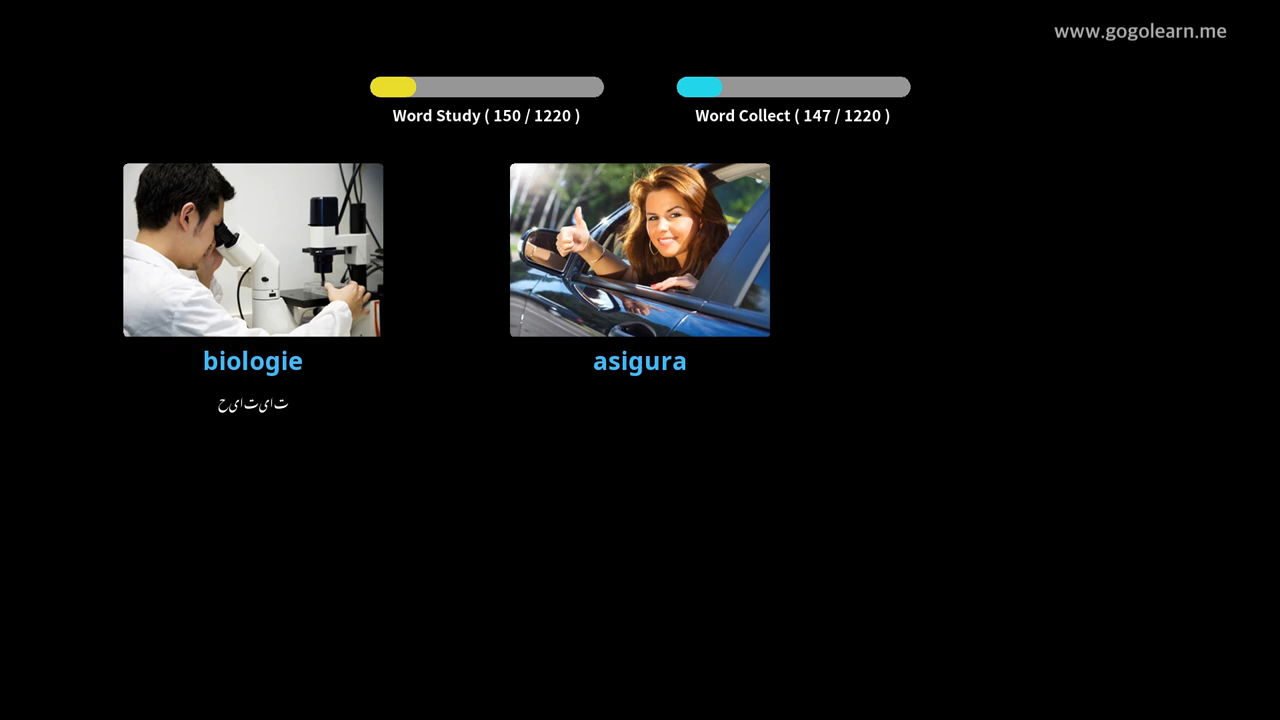 www.gogolearn.me
Word Study ( 150 / 1220 )
Word Collect ( 147 / 1220 )
biologie
asigura
حیاتیات